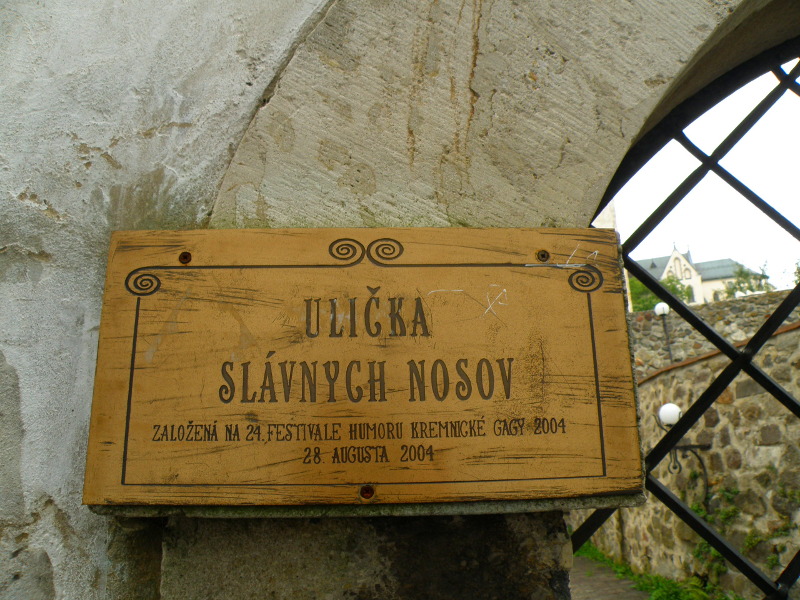 ULIČKA
SLÁVNYCH NOSOV
ZALOŽENÁ NA 24. FESTIVALE HUMORU KREMNICKÉ GAGY 2004
28. AUGUSTA 2004